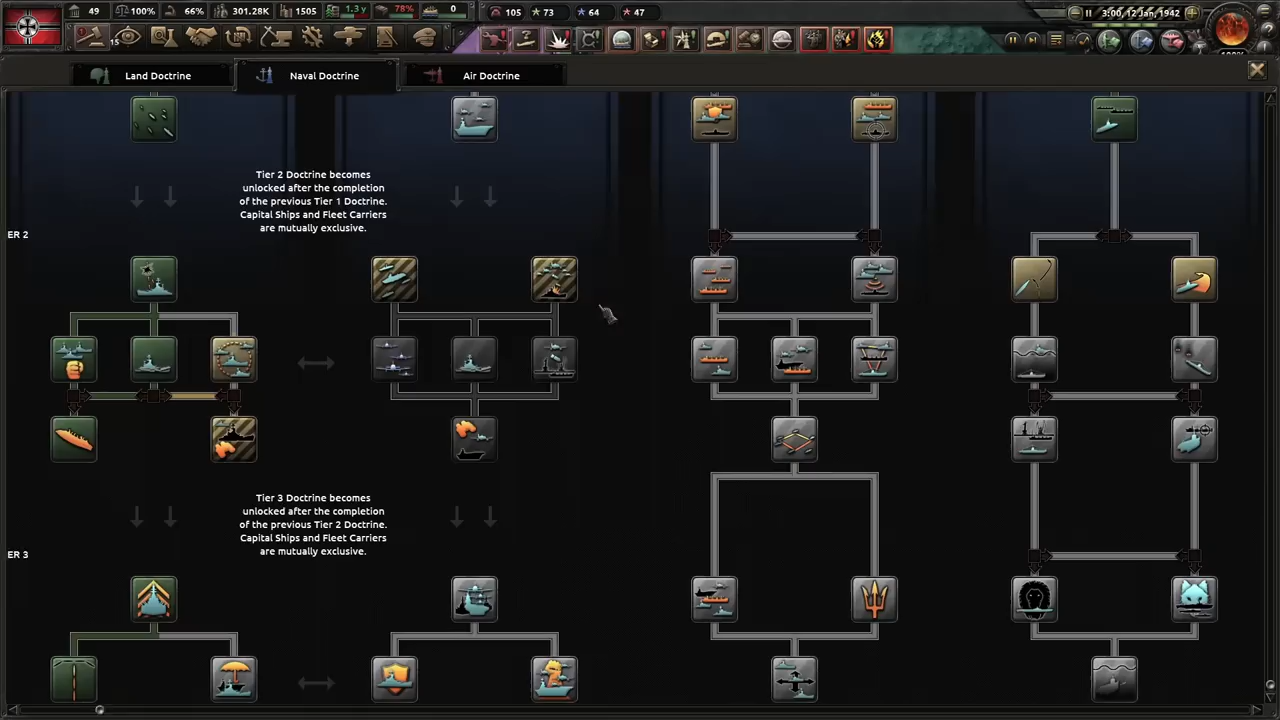 49 100% 66% 301.28K 1505 1.3 y 78% 0 105 73 64 47 3:00, 12 Jan, 1942
15
100%
Land Doctrine Naval Doctrine Air Doctrine
Tier 2 Doctrine becomes
unlocked after the completion
of the previous Tier 1 Doctrine.
Capital Ships and Fleet Carriers
are mutually exclusive.
ER 2
Tier 3 Doctrine becomes
unlocked after the completion
of the previous Tier 2 Doctrine.
Capital Ships and Fleet Carriers
are mutually exclusive.
ER 3